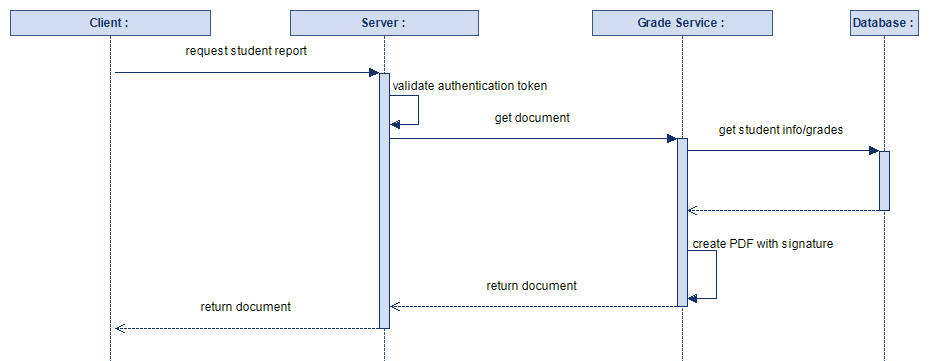 Client :
Server :
Grade Service :
Database :
request student report
validate authentication token
get document
get student info/grades
create PDF with signature
return document
return document